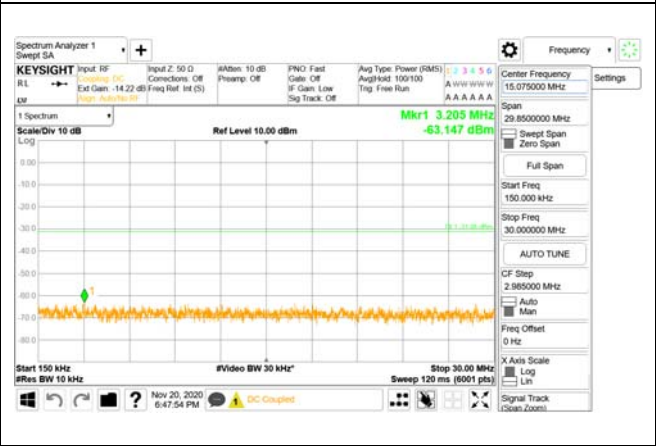 Spectrum Analyzer 1
Swept SA
+
Frequency
KEYSIGHT
RL
Input: RF
Coupling: DC
Ext Gain: -14.22 dB
Align: Auto/No RF
Input Z: 50 Ω
Corrections: Off
Freq Ref: Int (S)
#Atten: 10 dB
Preamp: Off
PNO: Fast
Gate: Off
IF Gain: Low
Sig Track: Off
Avg Type: Power (RMS)
Avg|Hold: 100/100
Trig: Free Run
1 2 3 4 5 6
A W W W W W
A A A A A A
1 Spectrum
Scale/Div 10 dB
Log
Ref Level 10.00 dBm
Mkr1 3.205 MHz
-63.147 dBm
0.00
-10.0
-20.0
-30.0
-40.0
-50.0
-60.0
-70.0
-80.0
1
Start 150 kHz
#Res BW 10 kHz
#Video BW 30 kHz*
Stop 30.00 MHz
Sweep 120 ms (6001 pts)
Nov 20, 2020
6:47:54 PM
DC Coupled
Settings
Center Frequency
15.075000 MHz
Span
29.8500000 MHz
Swept Span
Zero Span
Full Span
Start Freq
150.000 kHz
Stop Freq
30.000000 MHz
AUTO TUNE
CF Step
2.985000 MHz
Auto
Man
Freq Offset
0 Hz
X Axis Scale
Log
Lin
Signal Track
(Span Zoom)